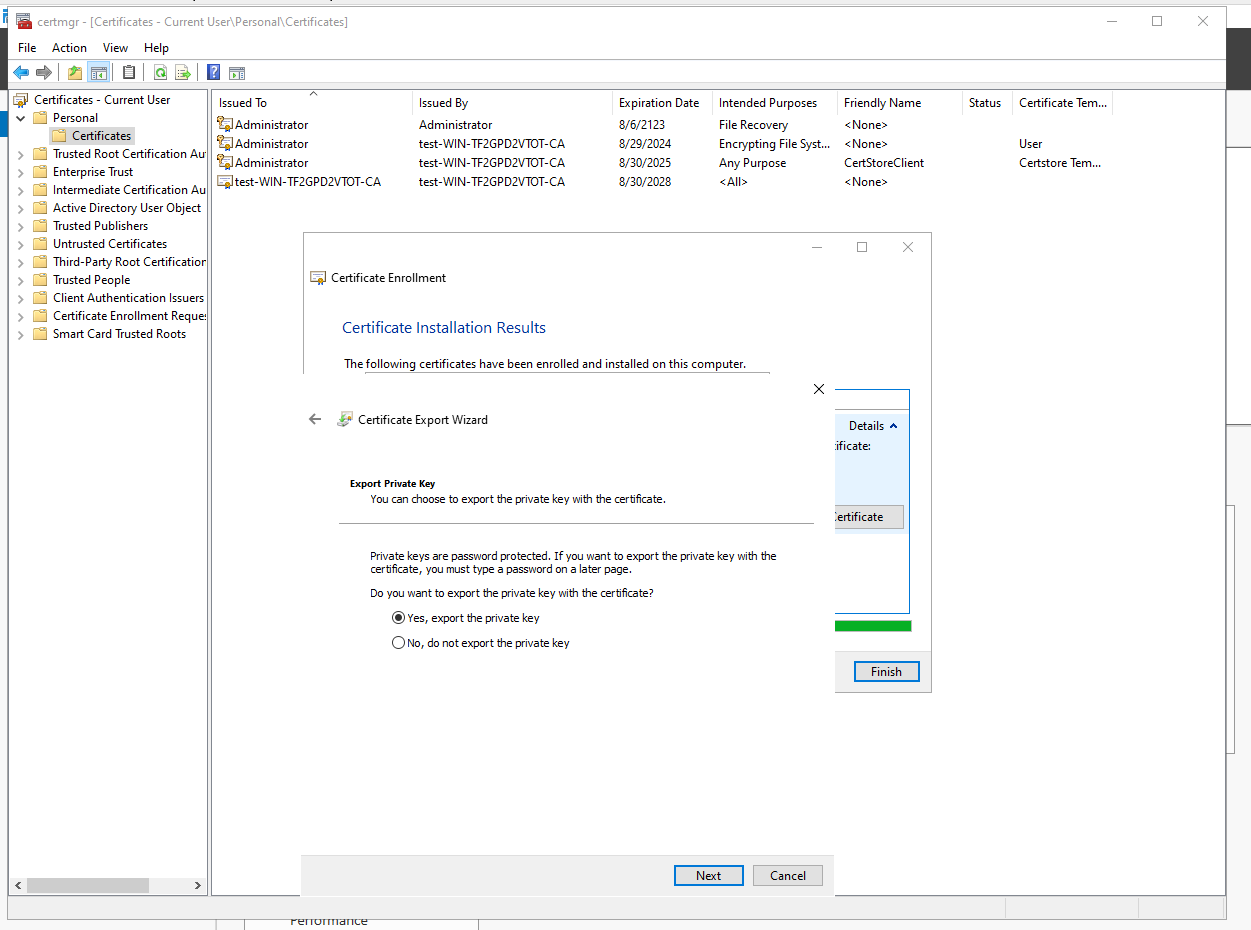 certmgr - [Certificates - Current User\Personal\Certificates]
File Action View Help
Certificates - Current User
Personal
Certificates
Trusted Root Certification Au
Enterprise Trust
Intermediate Certification Au
Active Directory User Object
Trusted Publishers
Untrusted Certificates
Third-Party Root Certification
Trusted People
Client Authentication Issuers
Certificate Enrollment Reques
Smart Card Trusted Roots
Issued To Issued By Expiration Date Intended Purposes Friendly Name Status Certificate Tem...
Administrator Administrator 8/6/2123 File Recovery <None>
Administrator test-WIN-TF2GPD2VTOT-CA 8/29/2024 Encrypting File Syst... <None> User
Administrator test-WIN-TF2GPD2VTOT-CA 8/30/2025 Any Purpose CertStoreClient Certstore Tem...
test-WIN-TF2GPD2VTOT-CA test-WIN-TF2GPD2VTOT-CA 8/30/2028 <All> <None>
Certificate Enrollment
Certificate Installation Results
The following certificates have been enrolled and installed on this computer.
Details
ificate:
Certificate
Finish
Certificate Export Wizard
Export Private Key
You can choose to export the private key with the certificate.
Private keys are password protected. If you want to export the private key with the
certificate, you must type a password on a later page.
Do you want to export the private key with the certificate?
Yes, export the private key
No, do not export the private key
Next Cancel
Performance